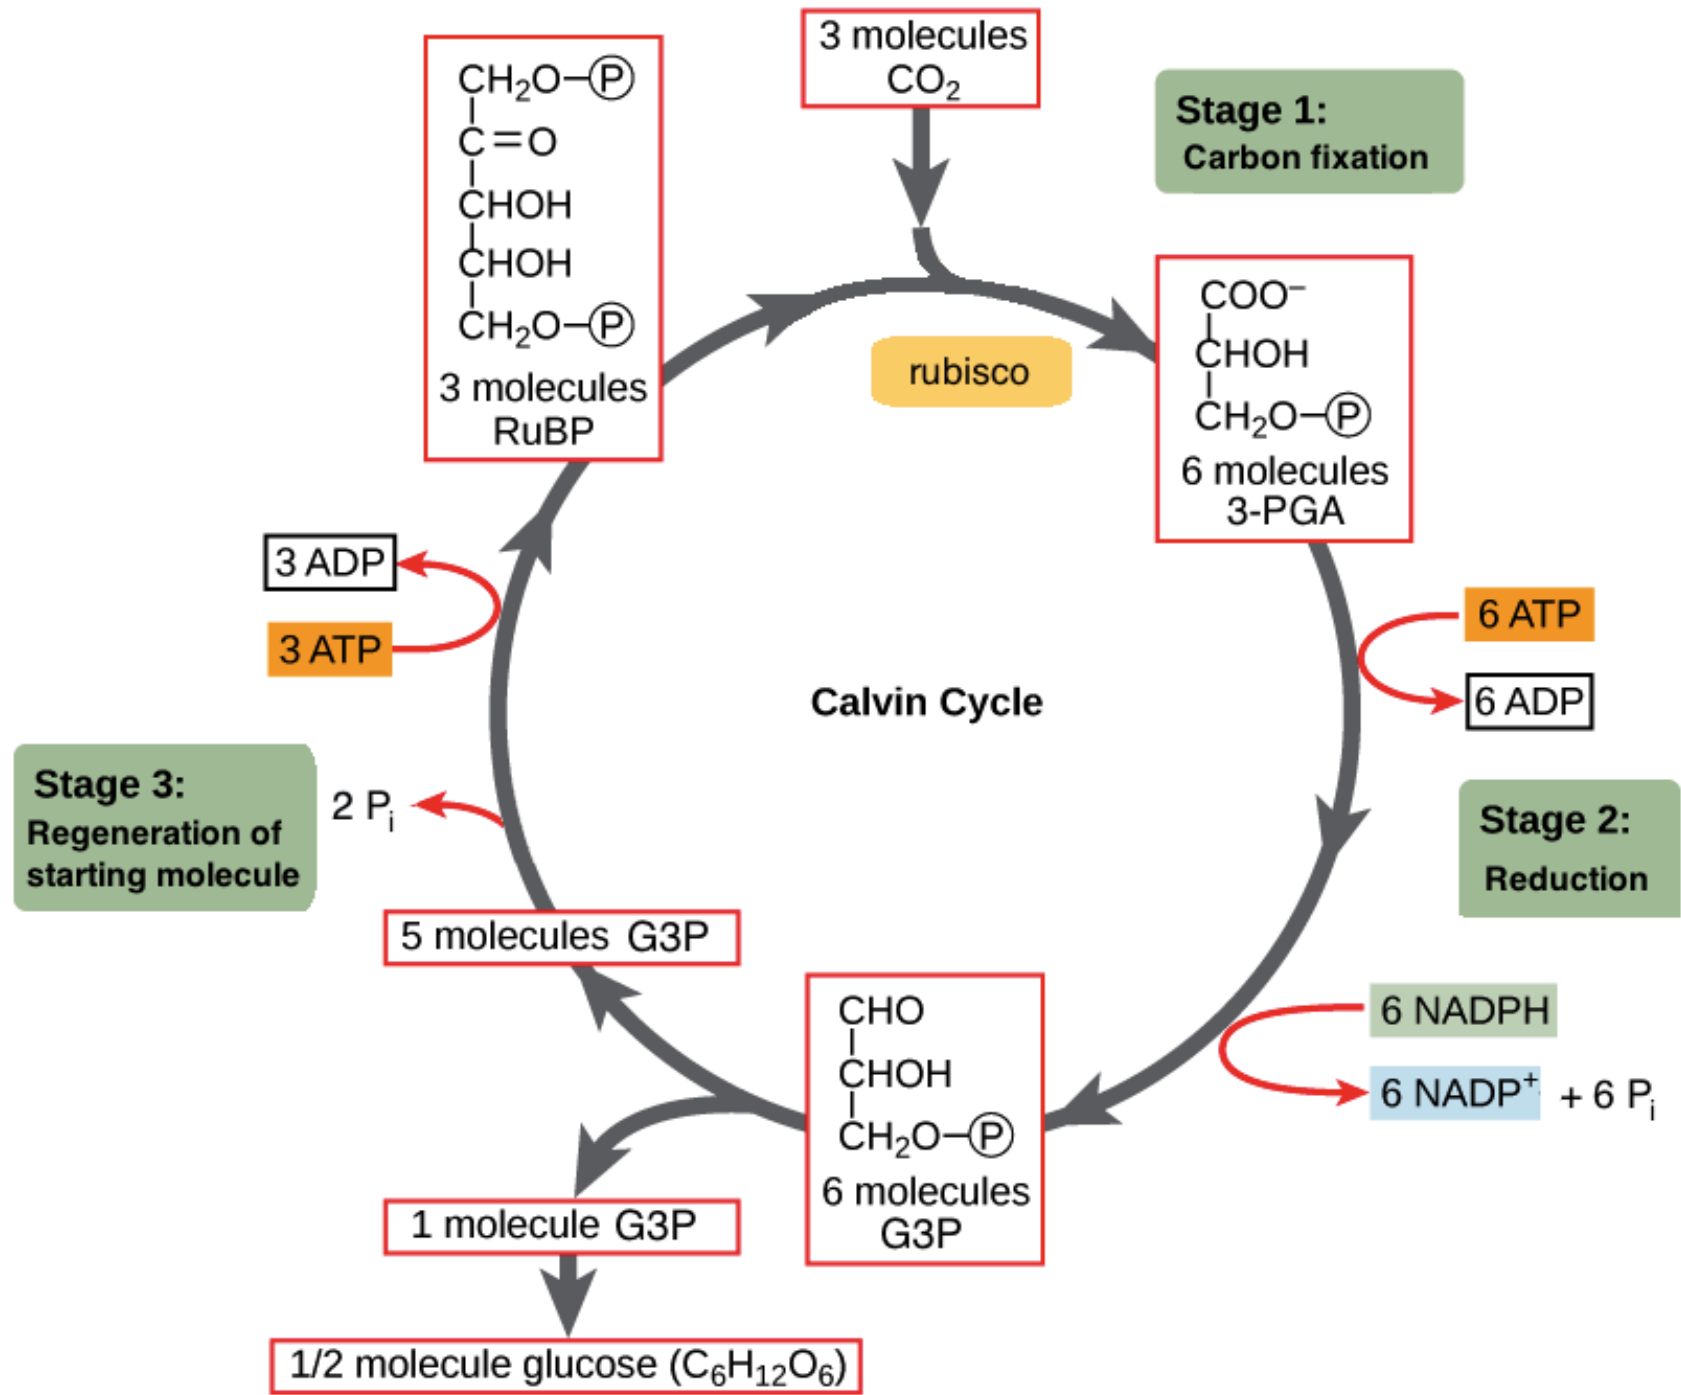 3 molecules
CO₂
Stage 1:
Carbon fixation
CH₂O–Ⓟ
C=O
CHOH
CHOH
CH₂O–Ⓟ
3 molecules
RuBP
rubisco
COO⁻
CHOH
CH₂O–Ⓟ
6 molecules
3-PGA
3 ADP
3 ATP
6 ATP
6 ADP
Calvin Cycle
Stage 3:
Regeneration of
starting molecule
2 Pᵢ
Stage 2:
Reduction
5 molecules G3P
6 NADPH
6 NADP⁺ + 6 Pᵢ
CHO
CHOH
CH₂O–Ⓟ
6 molecules
G3P
1 molecule G3P
1/2 molecule glucose (C₆H₁₂O₆)